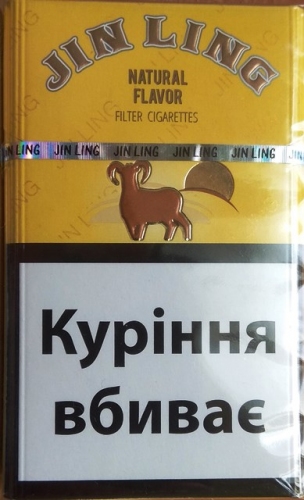 JIN LING
NATURAL
FLAVOR
FILTER CIGARETTES
JIN LING JIN LING JIN LING JIN LING JIN LING
Куріння
вбиває